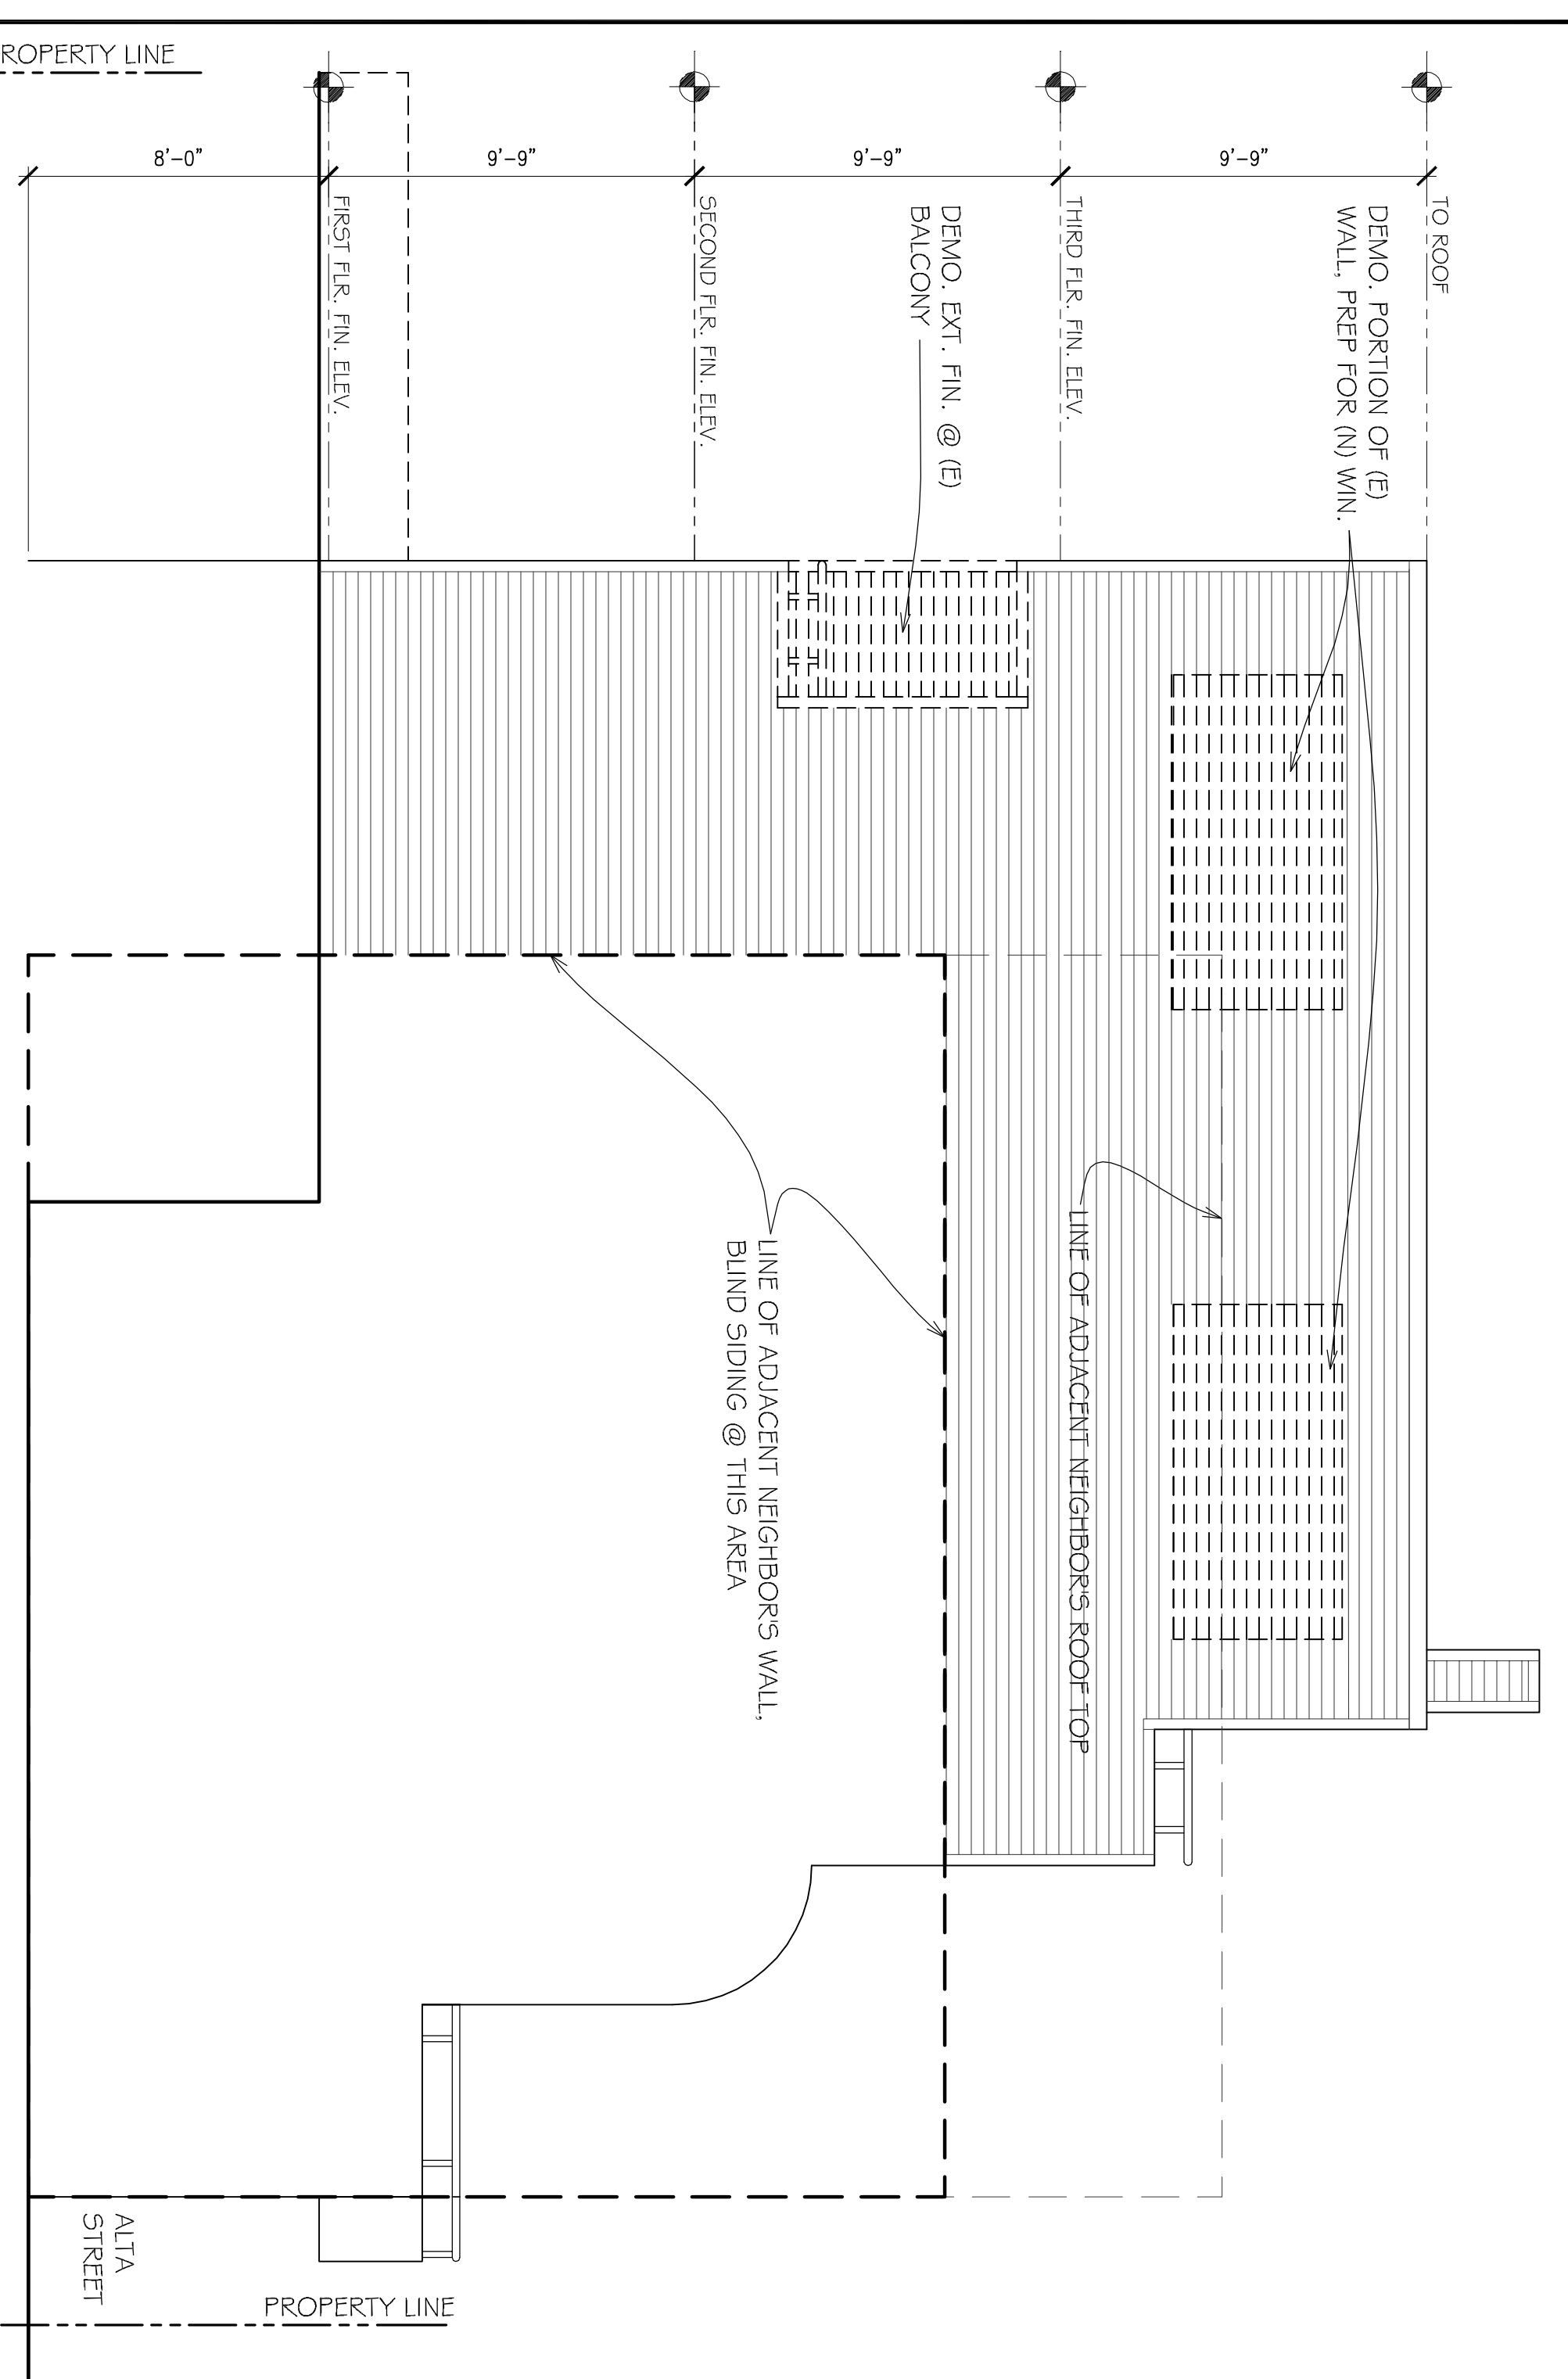 PROPERTY LINE
8'-0"
9'-9"
9'-9"
9'-9"
FIRST FLR. FIN. ELEV.
SECOND FLR. FIN. ELEV.
THIRD FLR. FIN. ELEV.
TO ROOF
DEMO. EXT. FIN. @ (E)
BALCONY
DEMO. PORTION OF (E)
WALL, PREP FOR (N) WIN.
LINE OF ADJACENT NEIGHBOR'S ROOF TOP
LINE OF ADJACENT NEIGHBOR'S WALL,
BLIND SIDING @ THIS AREA
ALTA
STREET
PROPERTY LINE